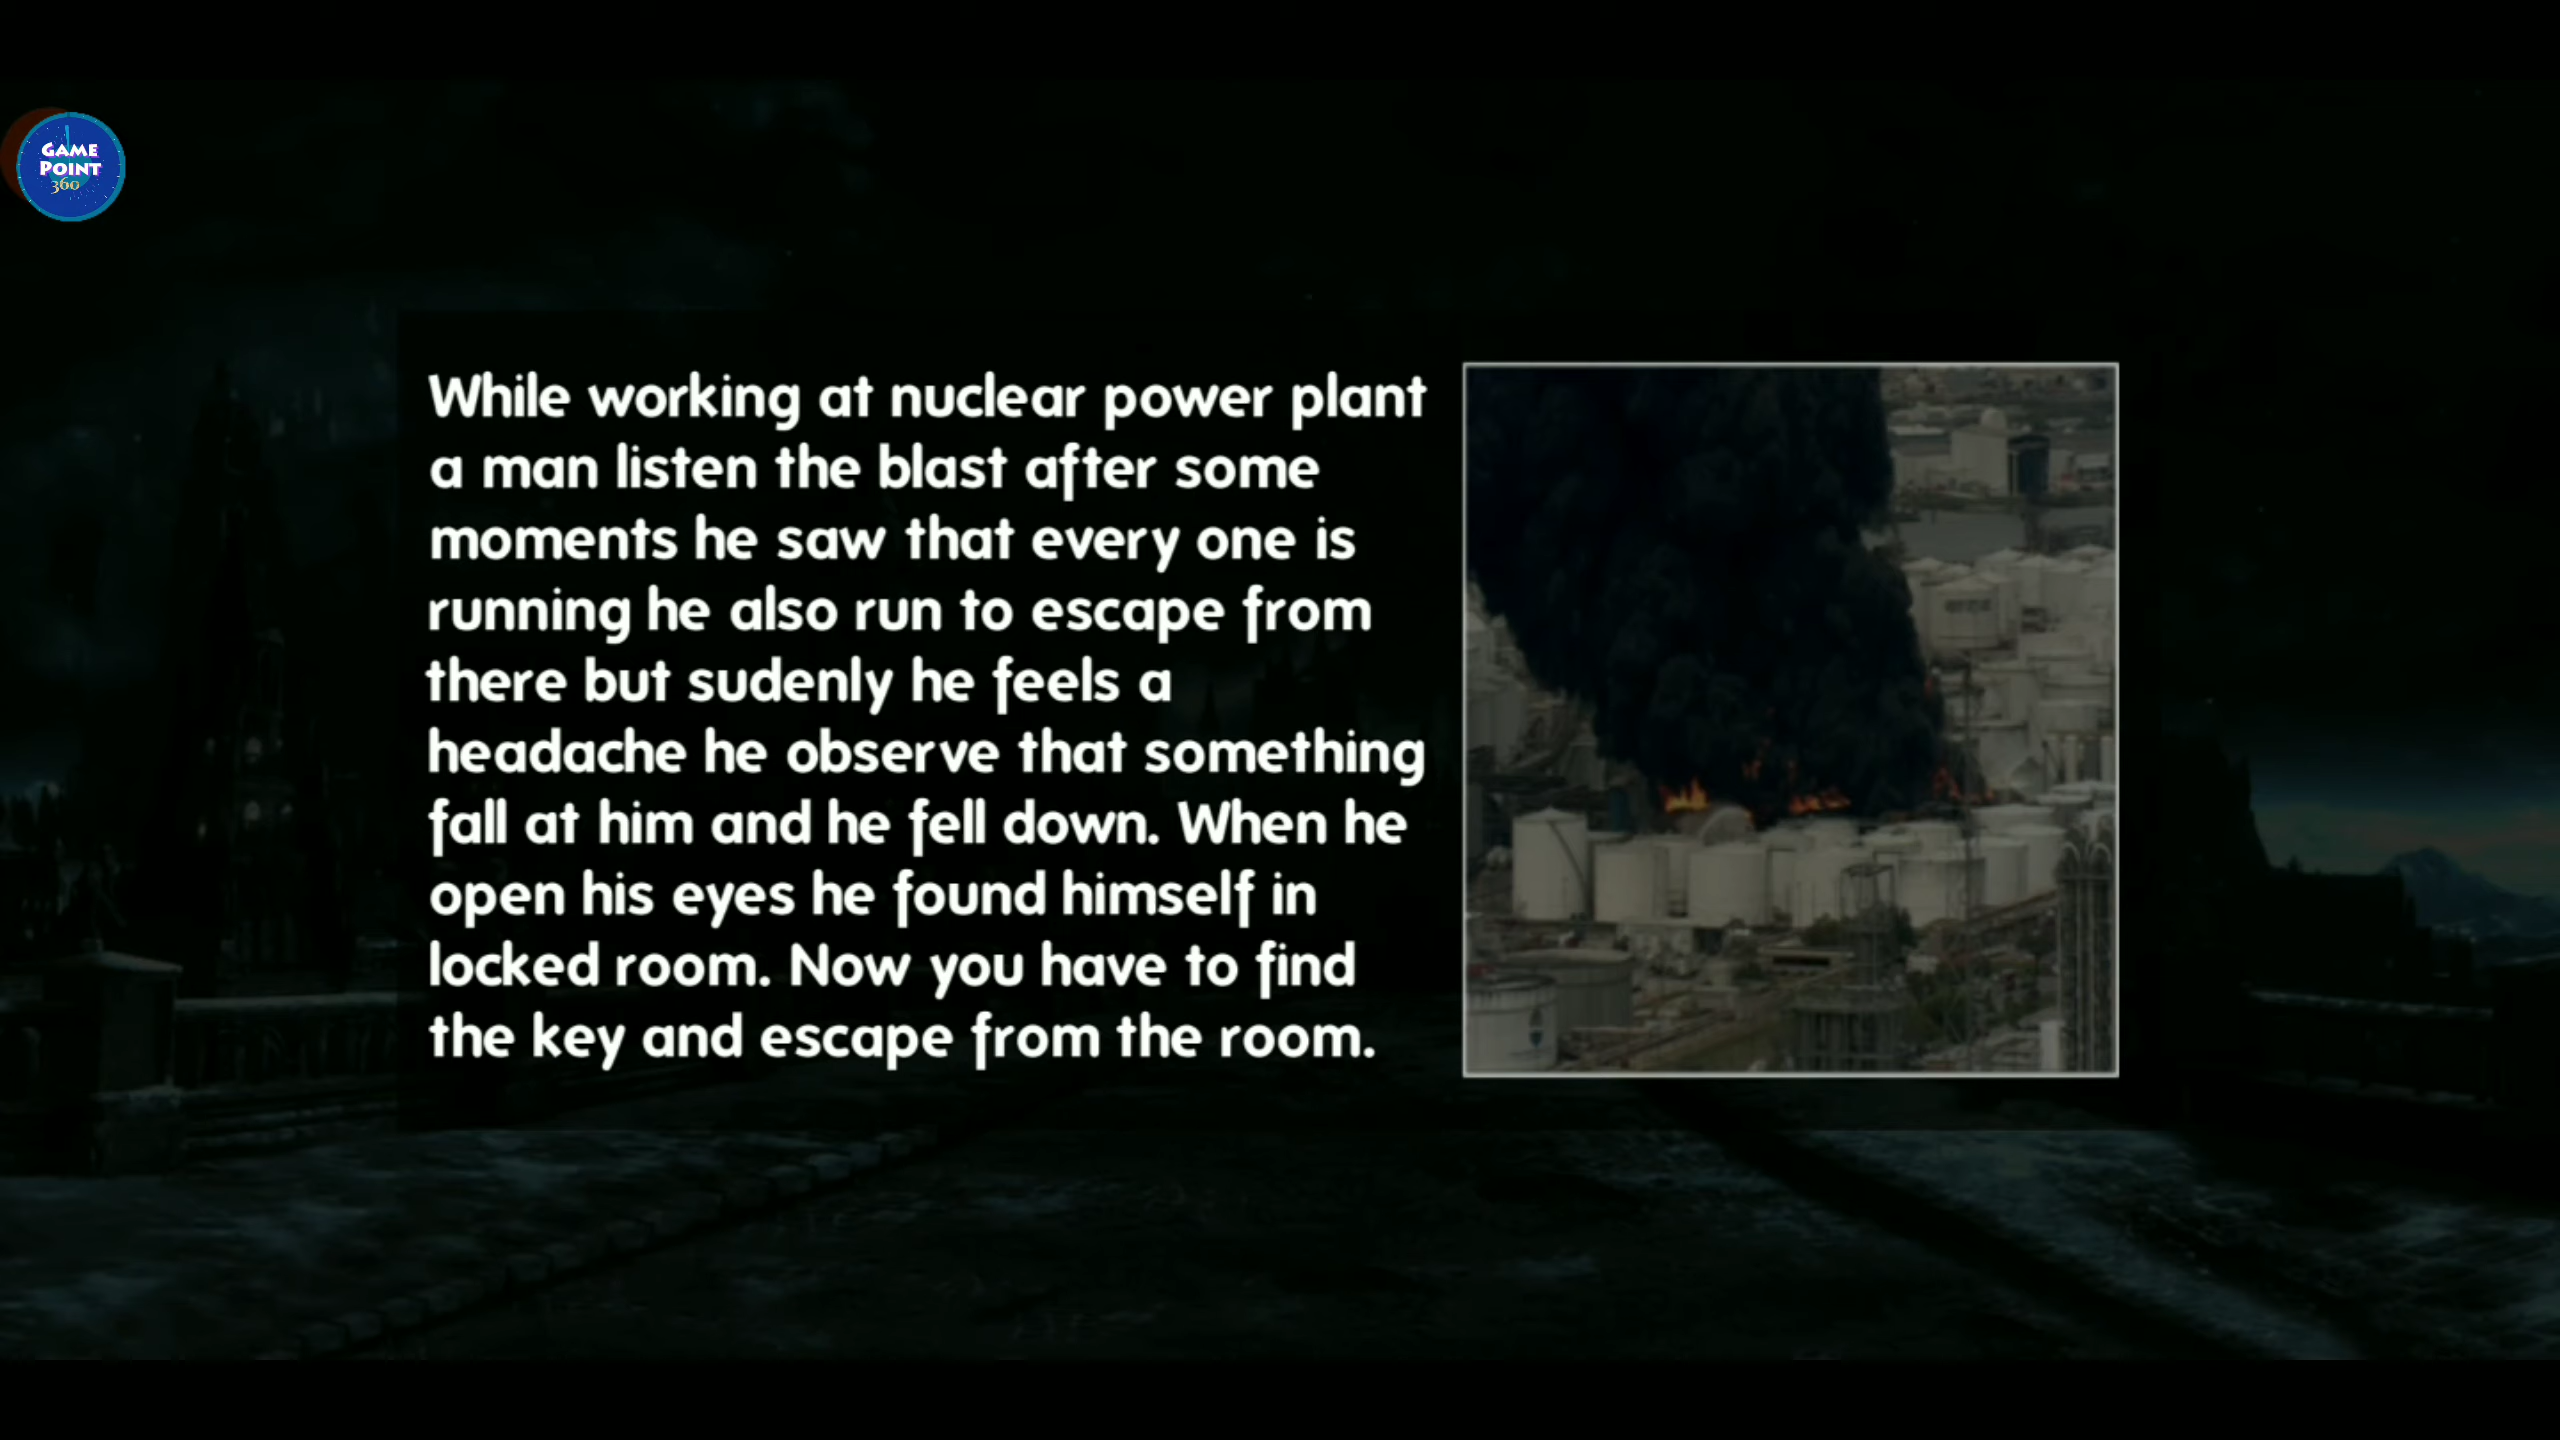 GAME
POINT
360
While working at nuclear power plant
a man listen the blast after some
moments he saw that every one is
running he also run to escape from
there but sudenly he feels a
headache he observe that something
fall at him and he fell down. When he
open his eyes he found himself in
locked room. Now you have to find
the key and escape from the room.